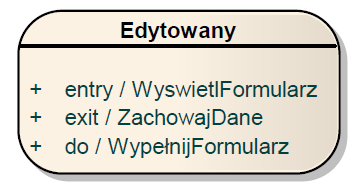 Edytowany
+ entry / WyswietlFormularz
+ exit / ZachowajDane
+ do / WypełnijFormularz